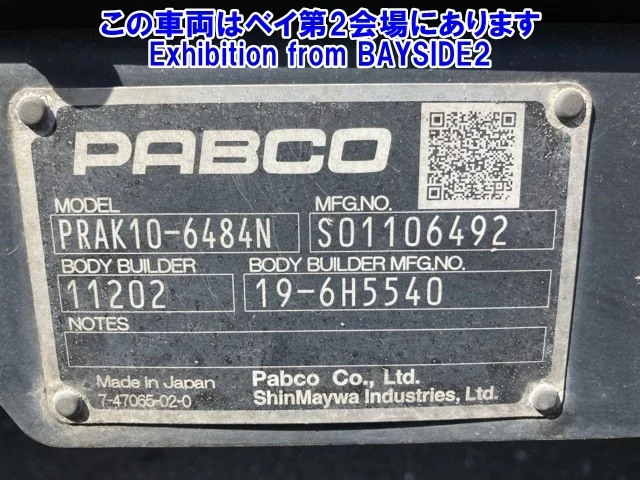 この車両はベイ第2会場にあります
Exhibition from BAYSIDE2
PABCO
MODEL MFG.NO.
PRAK10-6484N S01106492
BODY BUILDER BODY BUILDER MFG.NO.
11202 19-6H5540
NOTES
Made in Japan Pabco Co., Ltd.
7-47065-02-0 ShinMaywa Industries, Ltd.